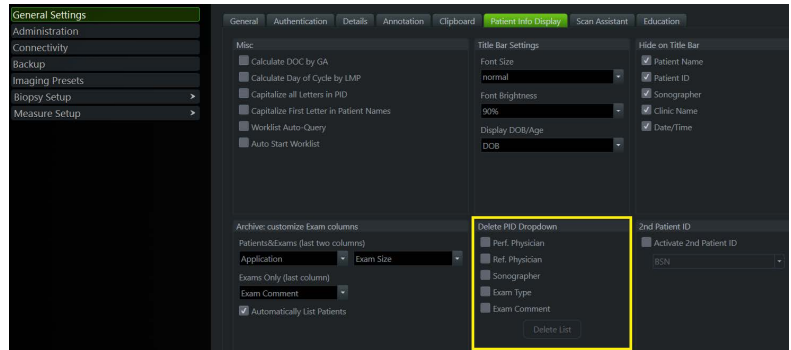 General Settings
Administration
Connectivity
Backup
Imaging Presets
Biopsy Setup >
Measure Setup >
General Authentication Details Annotation Clipboard Patient Info Display Scan Assistant Education
Misc
Calculate DOC by GA
Calculate Day of Cycle by LMP
Capitalize all Letters in PID
Capitalize First Letter in Patient Names
Worklist Auto-Query
Auto Start Worklist
Title Bar Settings
Font Size
normal
Font Brightness
90%
Display DOB/Age
DOB
Hide on Title Bar
Patient Name
Patient ID
Sonographer
Clinic Name
Date/Time
Archive: customize Exam columns
Patients&Exams (last two columns)
Application Exam Size
Exams Only (last column)
Exam Comment
Automatically List Patients
Delete PID Dropdown
Perf. Physician
Ref. Physician
Sonographer
Exam Type
Exam Comment
Delete List
2nd Patient ID
Activate 2nd Patient ID
BSN